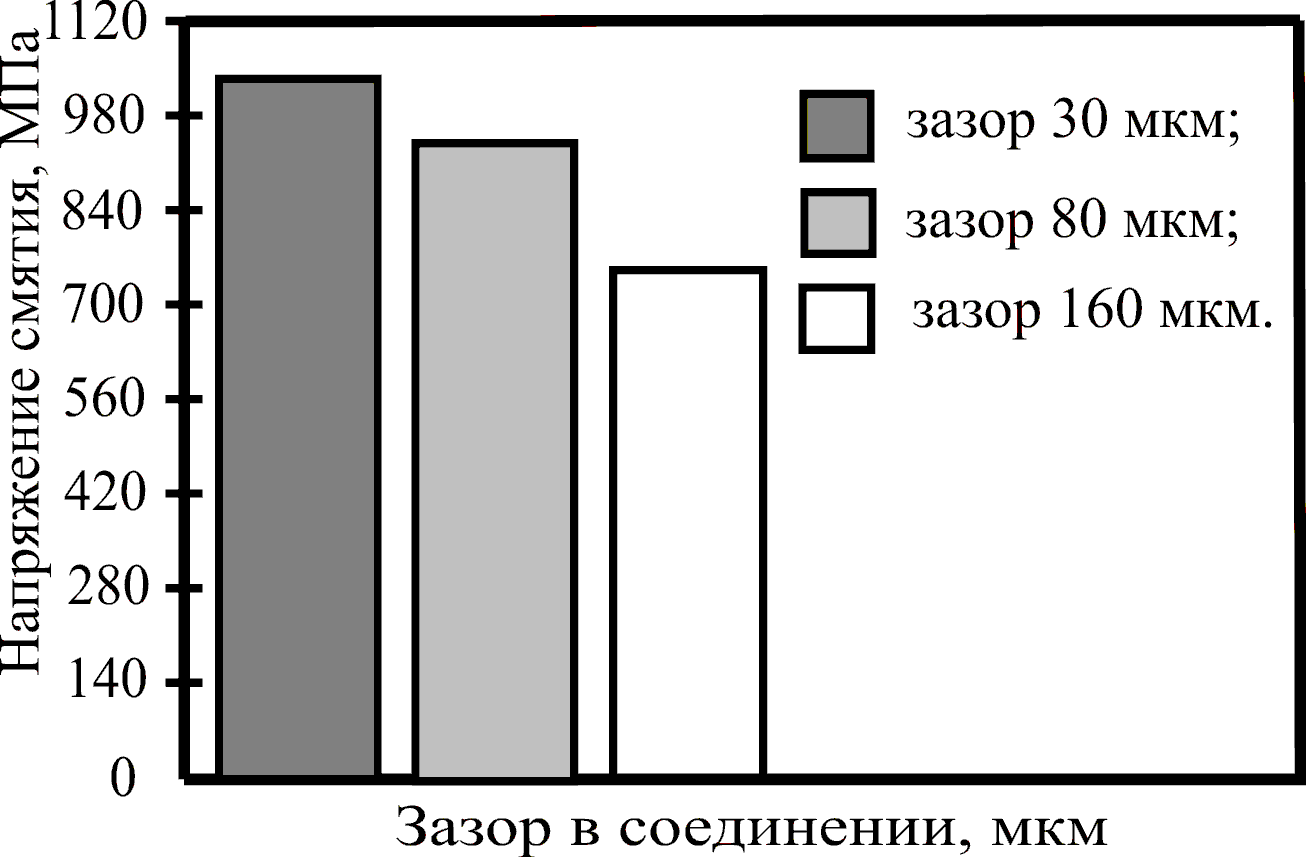 Напряжение смятия, МПа
1120
980
840
700
560
420
280
140
0
зазор 30 мкм;
зазор 80 мкм;
зазор 160 мкм.
Зазор в соединении, мкм